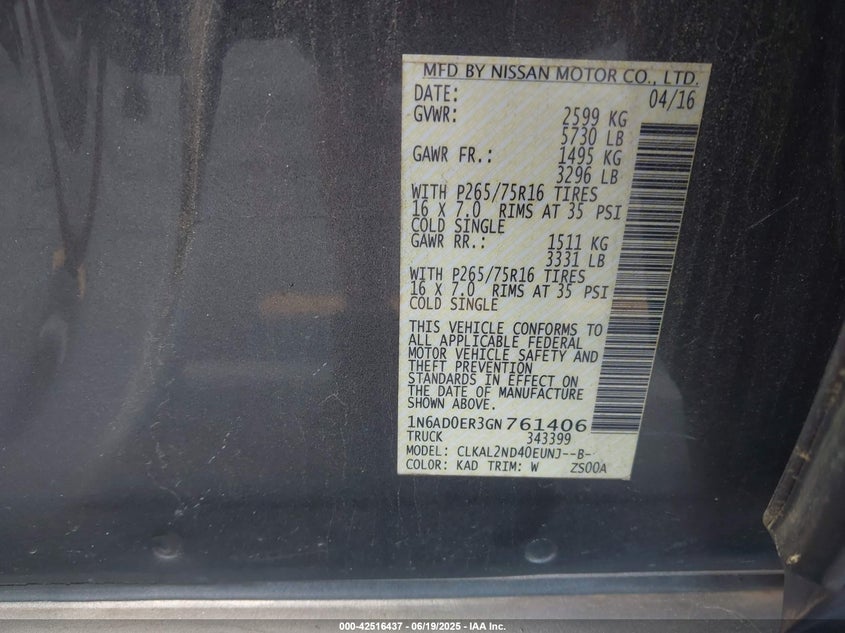 MFD BY NISSAN MOTOR CO., LTD.
DATE: 04/16
GVWR: 2599 KG
5730 LB
GAWR FR.: 1495 KG
3296 LB
WITH P265/75R16 TIRES
16 X 7.0 RIMS AT 35 PSI
COLD SINGLE
GAWR RR.: 1511 KG
3331 LB
WITH P265/75R16 TIRES
16 X 7.0 RIMS AT 35 PSI
COLD SINGLE
THIS VEHICLE CONFORMS TO
ALL APPLICABLE FEDERAL
MOTOR VEHICLE SAFETY AND
THEFT PREVENTION
STANDARDS IN EFFECT ON
THE DATE OF MANUFACTURE
SHOWN ABOVE.
1N6AD0ER3GN761406
TRUCK 343399
MODEL: CLKAL2ND40EUNJ--B-
COLOR: KAD TRIM: W ZS00A
000-42516437 - 06/19/2025 - IAA Inc.